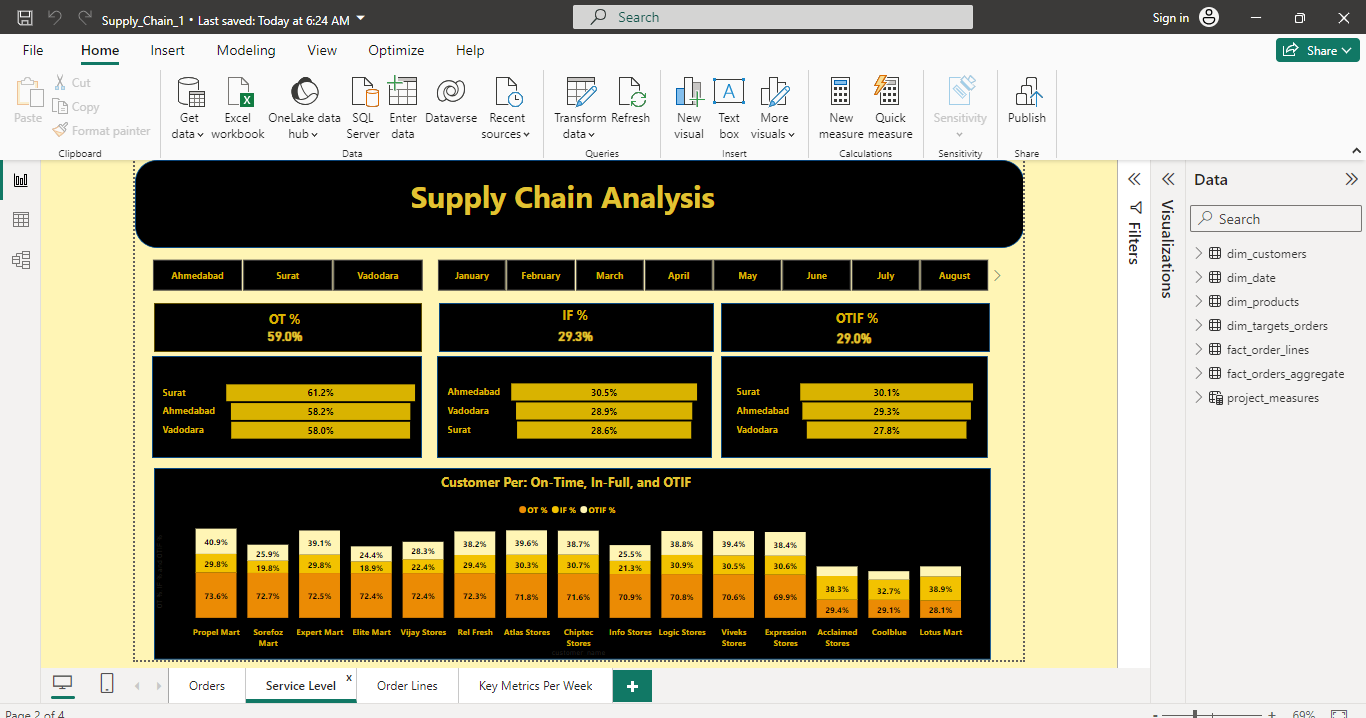 Supply_Chain_1 • Last saved: Today at 6:24 AM
Search
Sign in
File Home Insert Modeling View Optimize Help
Share
Paste
Cut
Copy
Format painter
Clipboard
Get data
Excel workbook
OneLake data hub
SQL Server
Enter data
Dataverse
Recent sources
Data
Transform data
Refresh
Queries
New visual
Text box
More visuals
Insert
New measure
Quick measure
Calculations
Sensitivity
Sensitivity
Publish
Share
Supply Chain Analysis
Ahmedabad Surat Vadodara
January February March April May June July August
OT %
59.0%
IF %
29.3%
OTIF %
29.0%
Surat 61.2%
Ahmedabad 58.2%
Vadodara 58.0%
Ahmedabad 30.5%
Vadodara 28.9%
Surat 28.6%
Surat 30.1%
Ahmedabad 29.3%
Vadodara 27.8%
Customer Per: On-Time, In-Full, and OTIF
OT % IF % OTIF %
40.9% 25.9% 39.1% 24.4% 28.3% 38.2% 39.6% 38.7% 25.5% 38.8% 39.4% 38.4%
29.8% 19.8% 29.8% 18.9% 22.4% 29.4% 30.3% 30.7% 21.3% 30.9% 30.5% 30.6% 38.3% 32.7% 38.9%
73.6% 72.7% 72.5% 72.4% 72.4% 72.3% 71.8% 71.6% 70.9% 70.8% 70.6% 69.9% 29.4% 29.1% 28.1%
Propel Mart
Sorefoz Mart
Expert Mart
Elite Mart
Vijay Stores
Rel Fresh
Atlas Stores
Chiptec Stores
Info Stores
Logic Stores
Viveks Stores
Expression Stores
Acclaimed Stores
Coolblue
Lotus Mart
Filters
Visualizations
Data
Search
dim_customers
dim_date
dim_products
dim_targets_orders
fact_order_lines
fact_orders_aggregate
project_measures
Orders
Service Level
x
Order Lines
Key Metrics Per Week
Page 2 of 4
69%